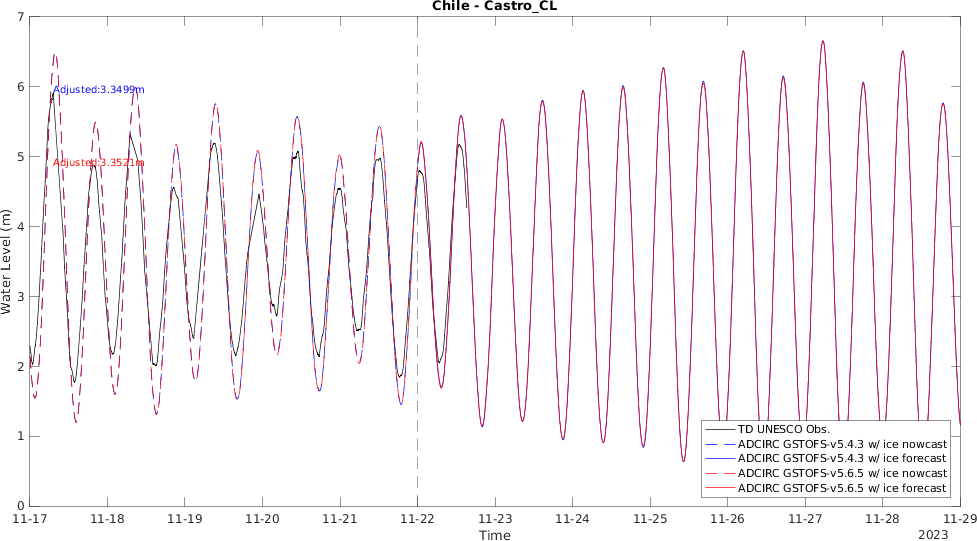 Chile - Castro_CL
Water Level (m)
7
6
5
4
3
2
1
0
Adjusted:3.3499m
Adjusted:3.3521m
TD UNESCO Obs.
ADCIRC GSTOFS-v5.4.3 w/ ice nowcast
ADCIRC GSTOFS-v5.4.3 w/ ice forecast
ADCIRC GSTOFS-v5.6.5 w/ ice nowcast
ADCIRC GSTOFS-v5.6.5 w/ ice forecast
11-17 11-18 11-19 11-20 11-21 11-22 11-23 11-24 11-25 11-26 11-27 11-28 11-29
Time
2023